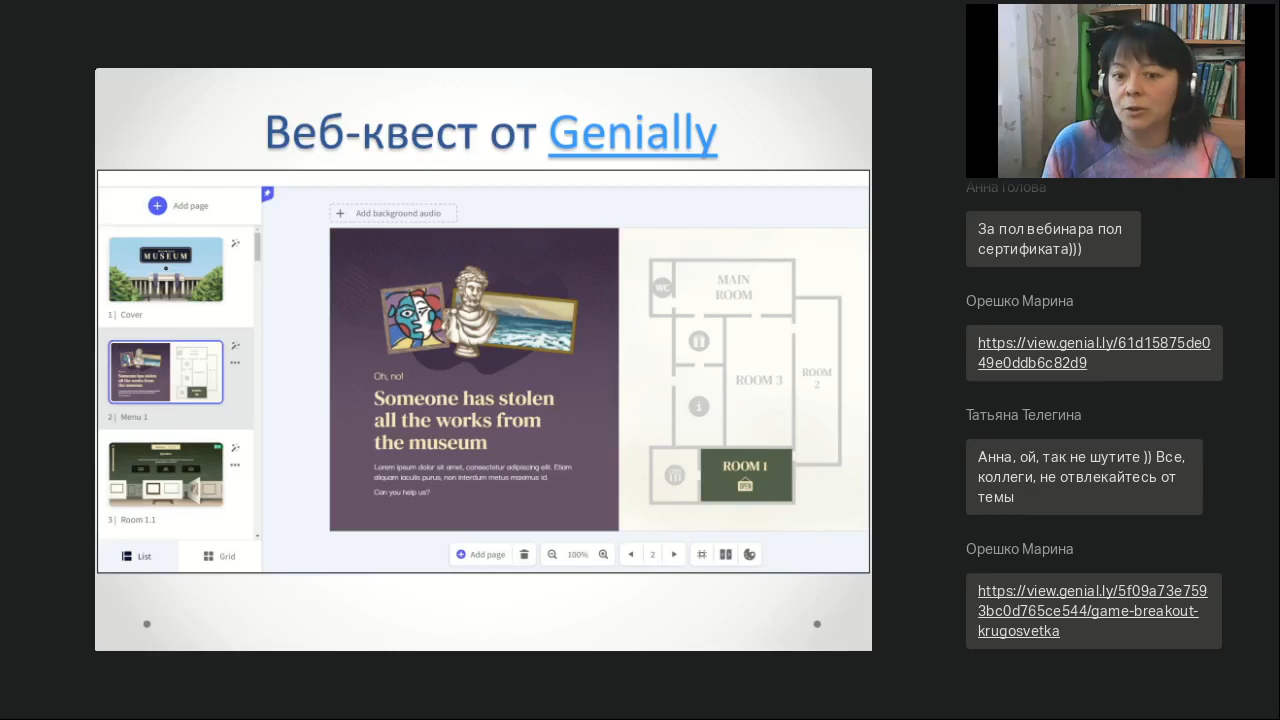 Веб-квест от Genially
Add page
Add background audio
MUSEUM
1 | Cover
2 | Menu 1
3 | Room 1.1
List
Grid
Oh, no!
Someone has stolen
all the works from
the museum
Lorem ipsum dolor sit amet, consectetur adipiscing elit. Etiam
aliquam iaculis purus, non interdum metus maximus id.
Can you help us?
WC
MAIN
ROOM
ROOM 3
ROOM
2
ROOM 1
OPEN
Add page
100%
2
Анна Голова
За пол вебинара пол
сертификата)))
Орешко Марина
https://view.genial.ly/61d15875de0
49e0ddb6c82d9
Татьяна Телегина
Анна, ой, так не шутите )) Все,
коллеги, не отвлекайтесь от
темы
Орешко Марина
https://view.genial.ly/5f09a73e759
3bc0d765ce544/game-breakout-
krugosvetka